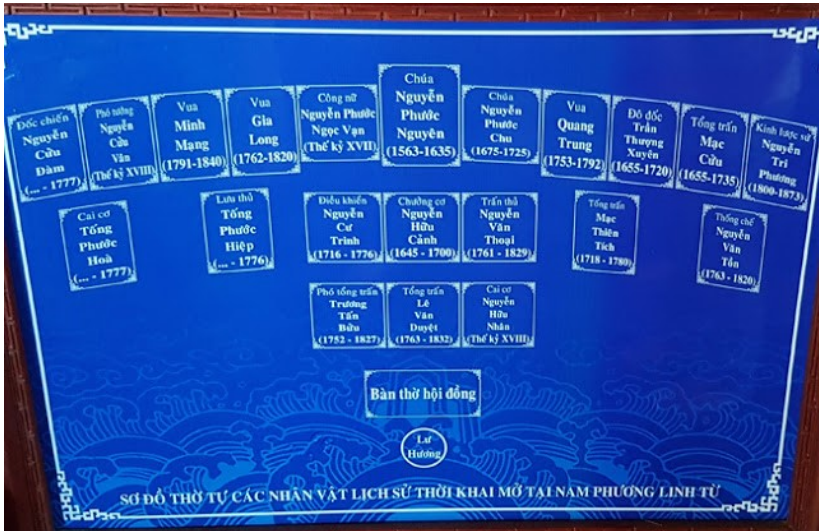 Đốc chiến
Nguyễn
Cửu
Đàm
(... - 1777)
Phó tướng
Nguyễn
Cửu
Vân
(Thế kỷ XVIII)
Vua
Minh
Mạng
(1791-1840)
Vua
Gia
Long
(1762-1820)
Công nữ
Nguyễn Phước
Ngọc Vạn
(Thế kỷ XVII)
Chúa
Nguyễn
Phước
Nguyên
(1563-1635)
Chúa
Nguyễn
Phước
Chu
(1675-1725)
Vua
Quang
Trung
(1753-1792)
Đô đốc
Trần
Thượng
Xuyên
(1655-1720)
Tổng trấn
Mạc
Cửu
(1655-1735)
Kinh lược sứ
Nguyễn
Tri
Phương
(1800-1873)
Cai cơ
Tống
Phước
Hoà
(... - 1777)
Lưu thủ
Tống
Phước
Hiệp
(... - 1776)
Điều khiển
Nguyễn
Cư
Trinh
(1716 - 1776)
Chưởng cơ
Nguyễn
Hữu
Cảnh
(1645 - 1700)
Trấn thủ
Nguyễn
Văn
Thoại
(1761 - 1829)
Tổng trấn
Mạc
Thiên
Tích
(1718 - 1780)
Thống chế
Nguyễn
Văn
Tồn
(1763 - 1820)
Phó tổng trấn
Trương
Tấn
Bửu
(1752 - 1827)
Tổng trấn
Lê
Văn
Duyệt
(1763 - 1832)
Cai cơ
Nguyễn
Hữu
Nhân
(Thế kỷ XVIII)
Bàn thờ hội đồng
Lư
Hương
SƠ ĐỒ THỜ TỰ CÁC NHÂN VẬT LỊCH SỬ THỜI KHAI MỞ TẠI NAM PHƯƠNG LINH TỪ